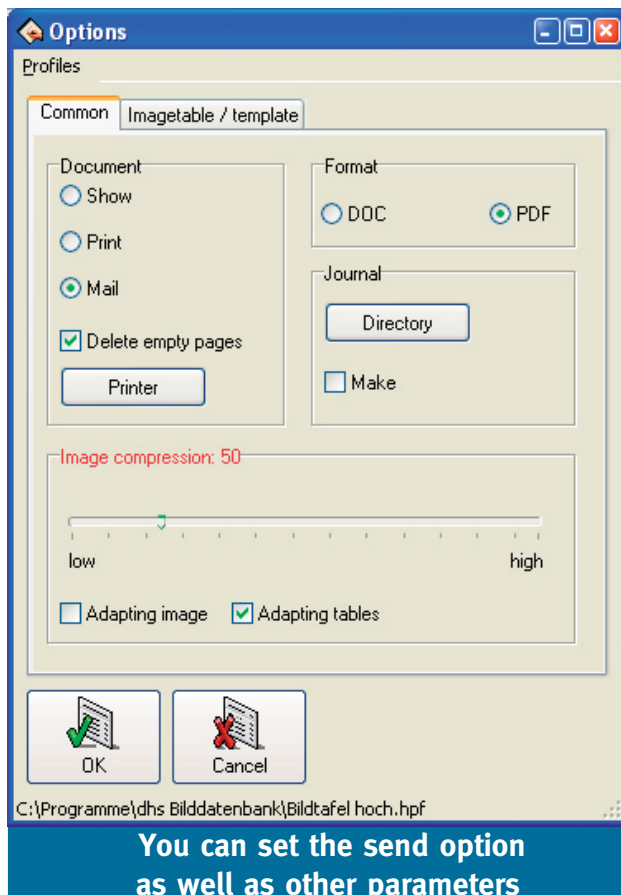 Options
Profiles
Common Imagetable / template
Document
Show
Print
Mail
Delete empty pages
Printer
Format
DOC PDF
Journal
Directory
Make
Image compression: 50
low high
Adapting image Adapting tables
OK Cancel
C:\Programme\dhs Bilddatenbank\Bildtafel hoch.hpf
You can set the send option
as well as other parameters